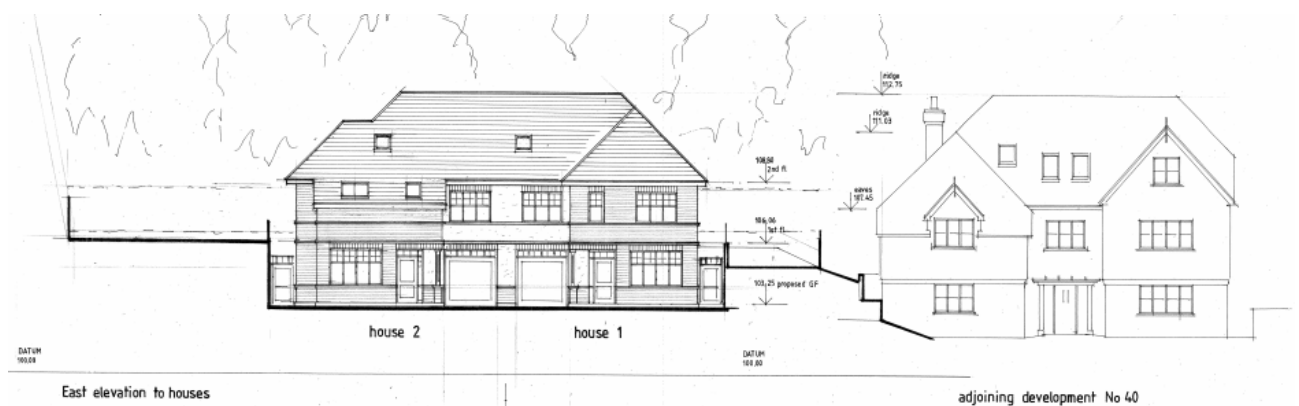 ridge
112.75
ridge
111.03
108.60
2nd fl
eaves
107.45
106.06
1st fl
103.25 proposed GF
house 2
house 1
DATUM
100.00
DATUM
100.00
East elevation to houses
adjoining development No 40